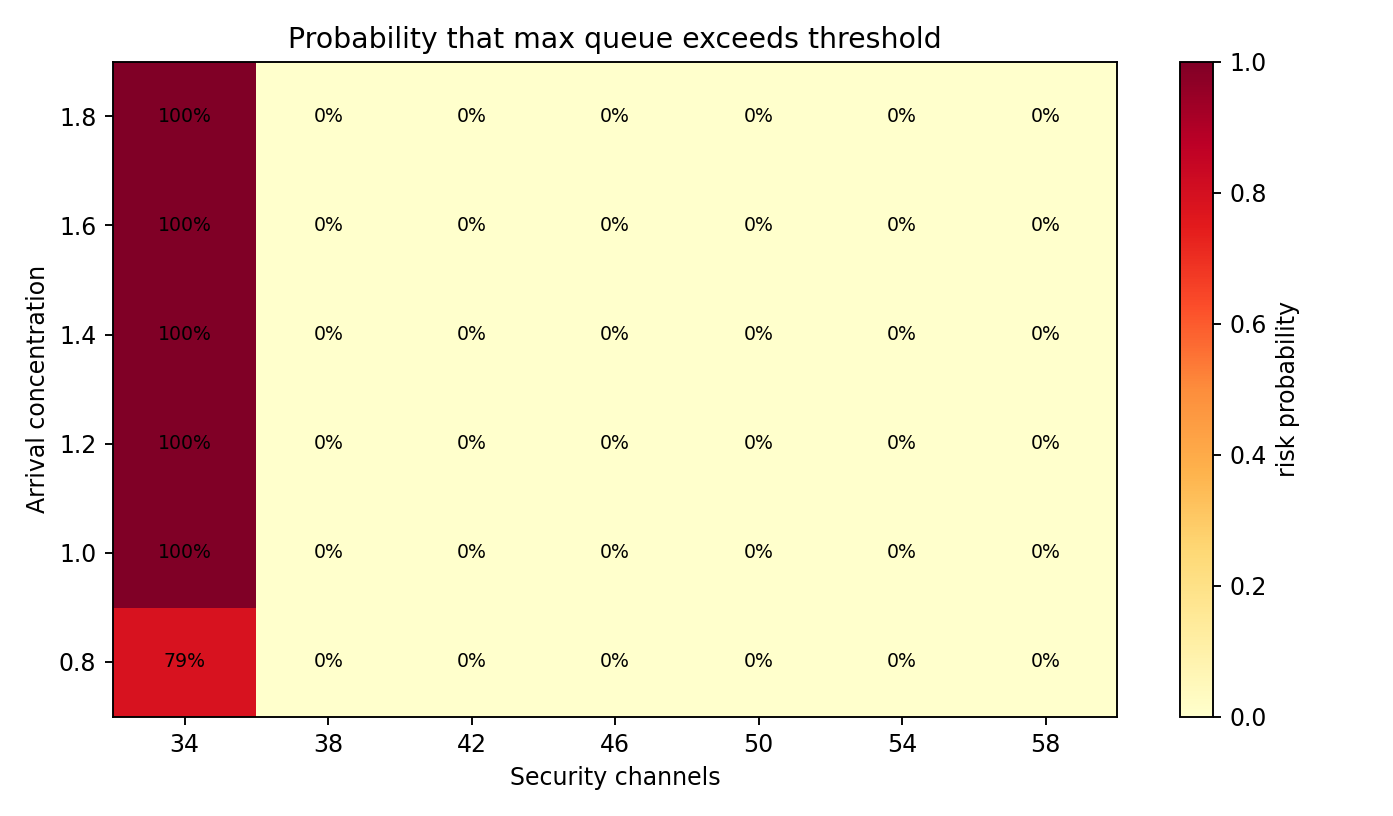 Probability that max queue exceeds threshold
1.8 100% 0% 0% 0% 0% 0% 0%
1.6 100% 0% 0% 0% 0% 0% 0%
1.4 100% 0% 0% 0% 0% 0% 0%
1.2 100% 0% 0% 0% 0% 0% 0%
1.0 100% 0% 0% 0% 0% 0% 0%
0.8 79% 0% 0% 0% 0% 0% 0%
34 38 42 46 50 54 58
Security channels
Arrival concentration
1.0
0.8
0.6
0.4
0.2
0.0
risk probability